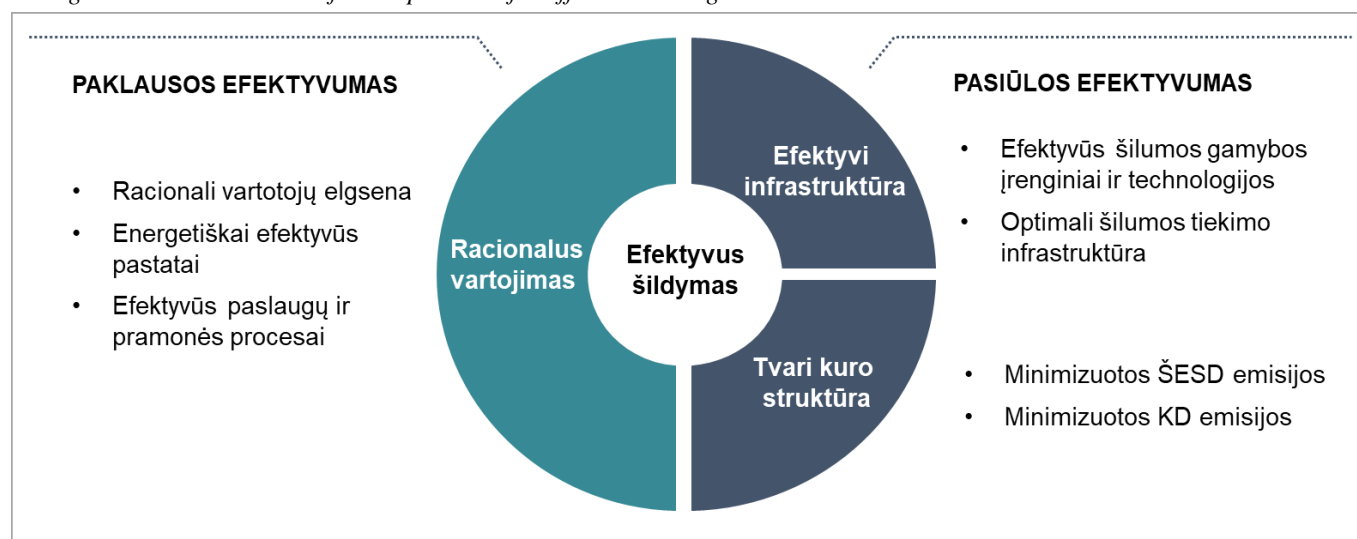 PAKLAUSOS EFEKTYVUMAS
• Racionali vartotojų elgsena
• Energetiškai efektyvūs
pastatai
• Efektyvūs paslaugų ir
pramonės procesai
Racionalus
vartojimas
Efektyvus
šildymas
Efektyvi
infrastruktūra
Tvari kuro
struktūra
PASIŪLOS EFEKTYVUMAS
• Efektyvūs šilumos gamybos
įrenginiai ir technologijos
• Optimali šilumos tiekimo
infrastruktūra
• Minimizuotos ŠESD emisijos
• Minimizuotos KD emisijos